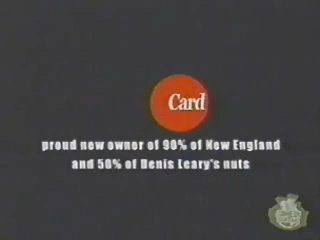 Card
proud new owner of 90% of New England
and 50% of Denis Leary's nuts